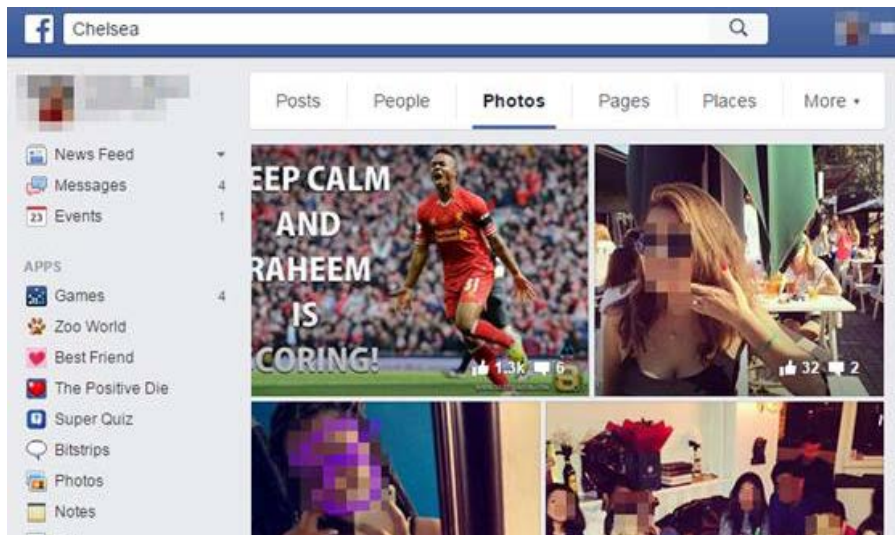 f
Chelsea
Posts
People
Photos
Pages
Places
More
News Feed
Messages
4
23
Events
1
APPS
Games
4
Zoo World
Best Friend
The Positive Die
Super Quiz
Bitstrips
Photos
Notes
EEP CALM
AND
RAHEEM
IS
CORING!
31
1.3k
6
32
2